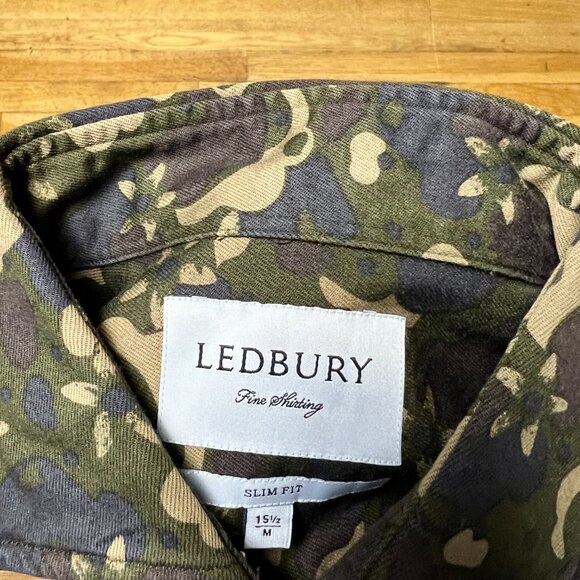 LEDBURY
Fine Shirting
SLIM FIT
15½
M